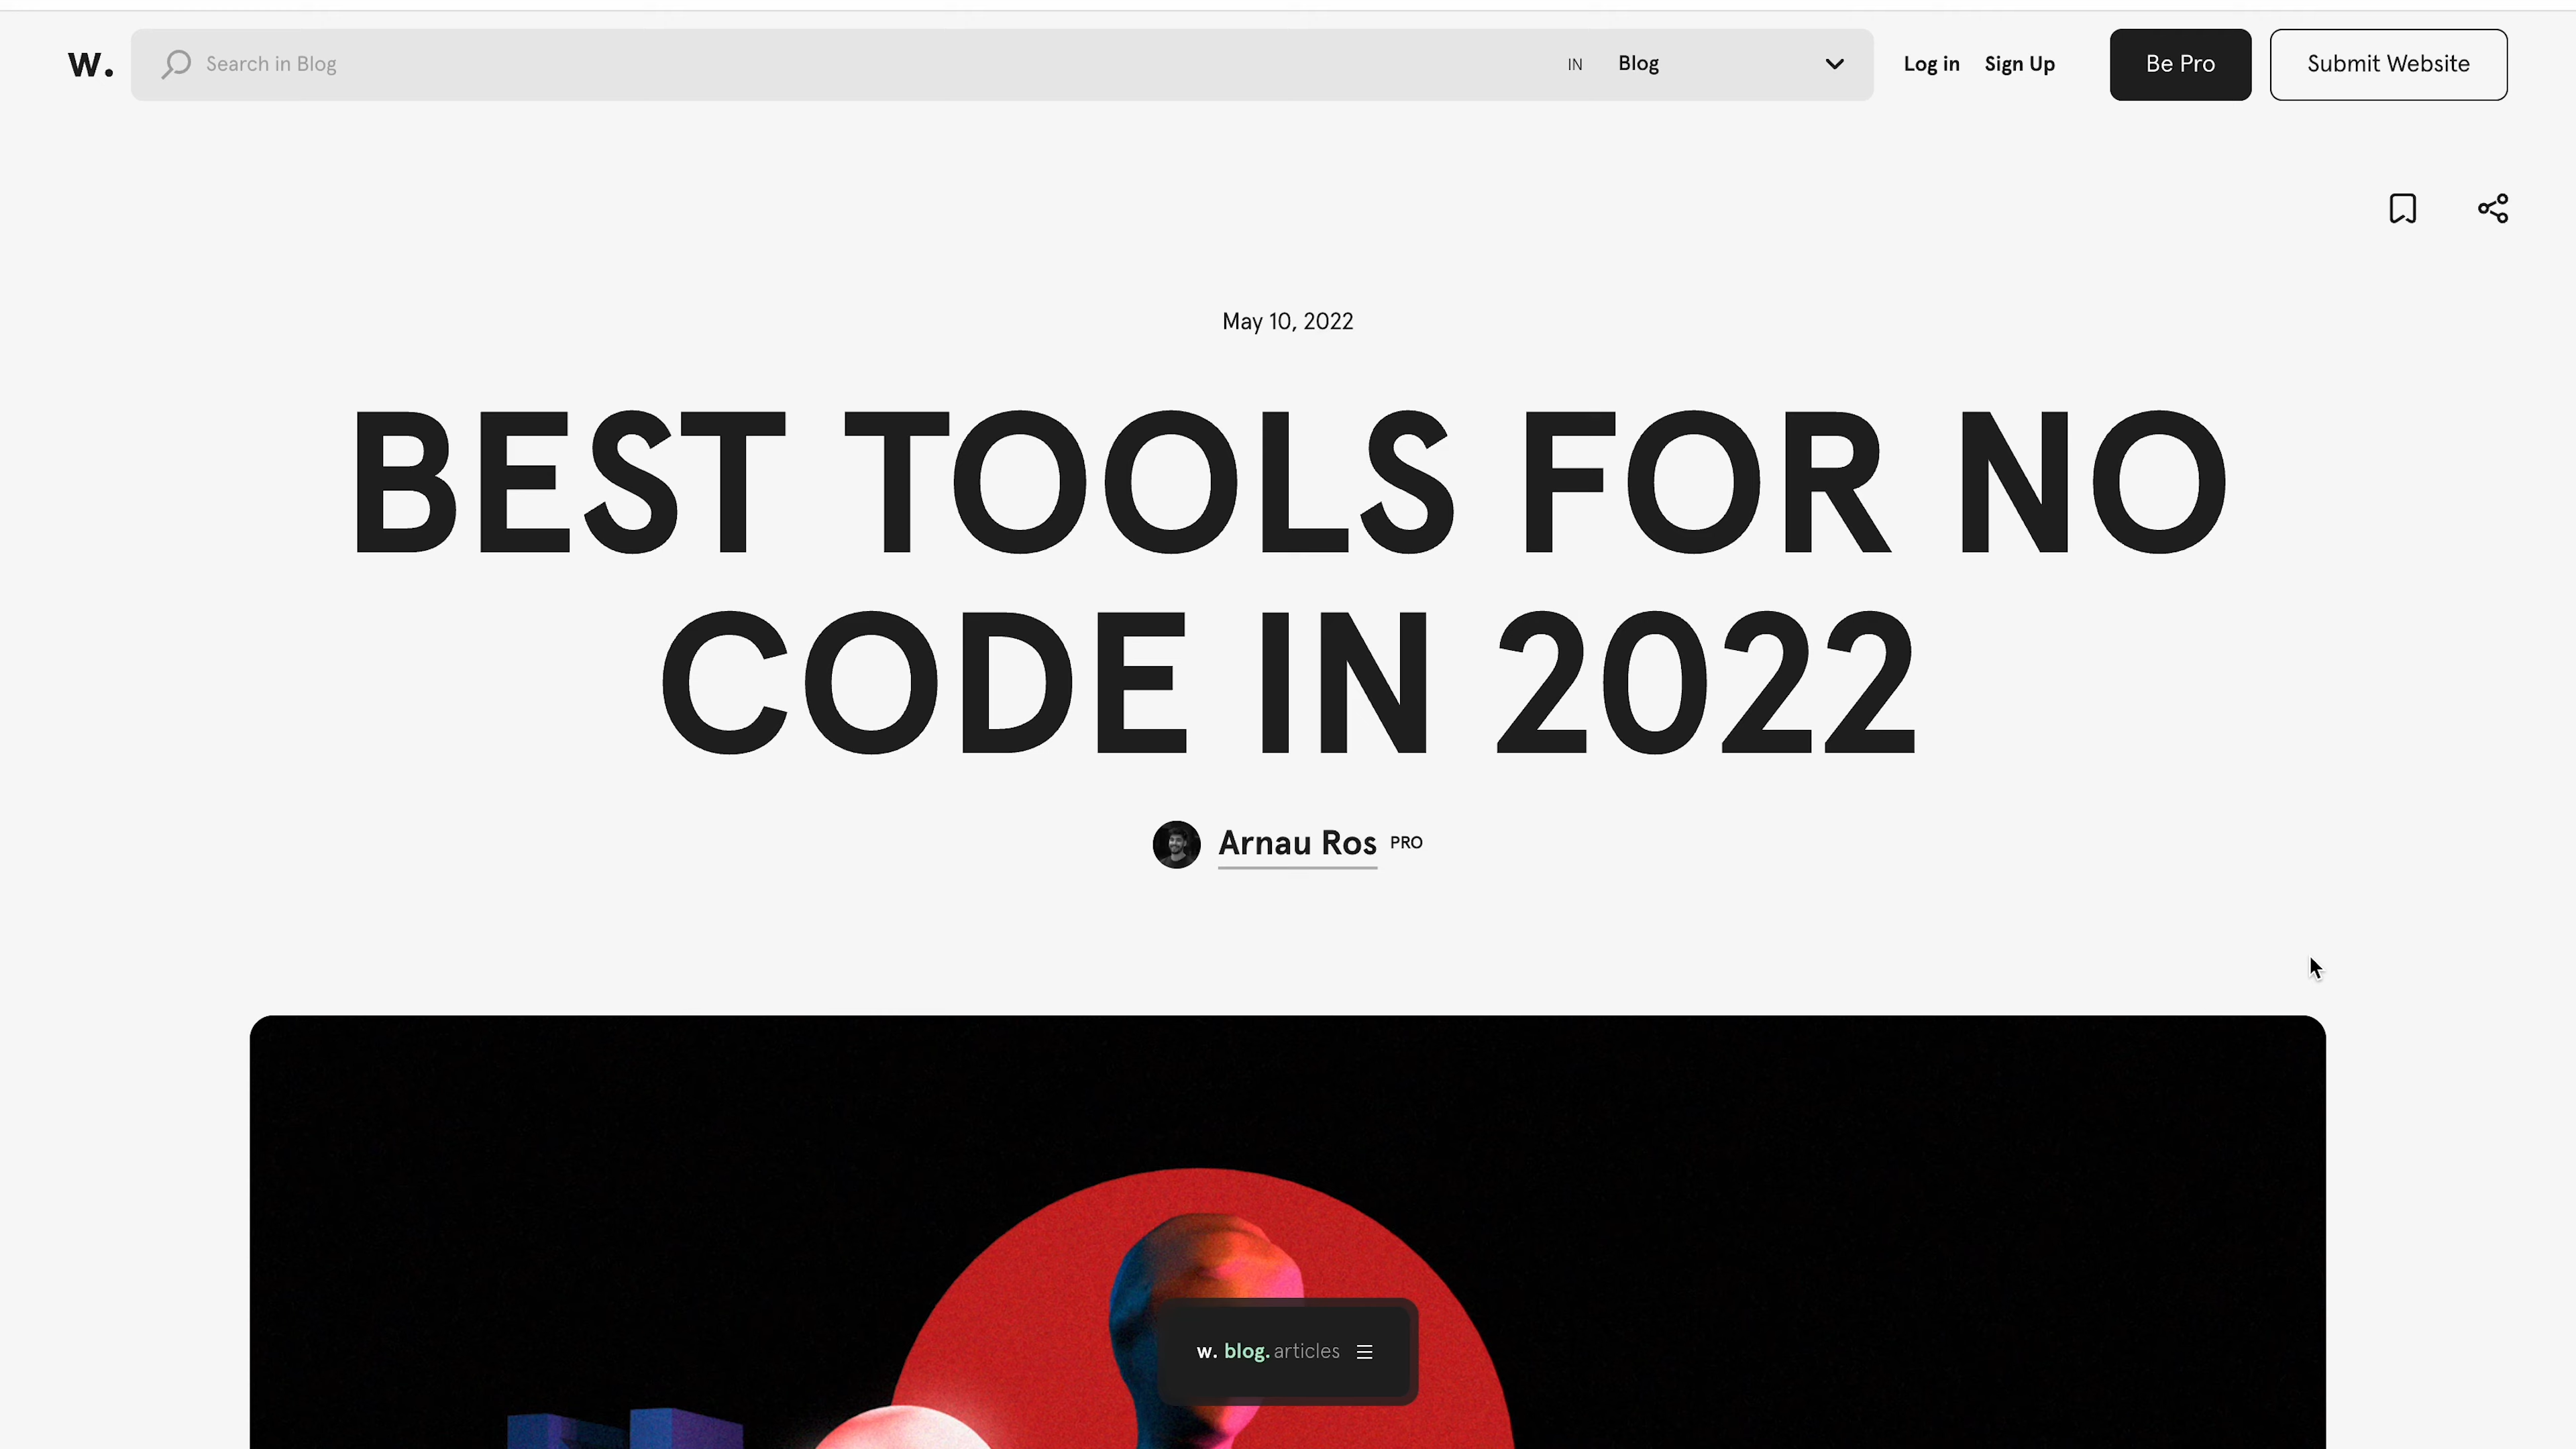 w. Search in Blog IN Blog Log in Sign Up Be Pro Submit Website
May 10, 2022
BEST TOOLS FOR NO
CODE IN 2022
Arnau Ros PRO
w. blog. articles